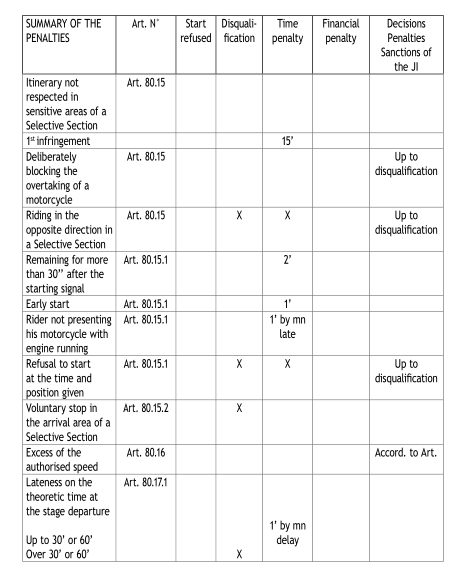 SUMMARY OF THE PENALTIES Art. N° Start refused Disquali-fication Time penalty Financial penalty Decisions Penalties Sanctions of the JI
Itinerary not Art. 80.15
respected in
sensitive areas of a
Selective Section
1st infringement 15'
Deliberately Art. 80.15 Up to
blocking the disqualification
overtaking of a
motorcycle
Riding in the Art. 80.15 X X Up to
opposite direction in disqualification
a Selective Section
Remaining for more Art. 80.15.1 2'
than 30'' after the
starting signal
Early start Art. 80.15.1 1'
Rider not presenting Art. 80.15.1 1' by mn
his motorcycle with late
engine running
Refusal to start Art. 80.15.1 X X Up to
at the time and disqualification
position given
Voluntary stop in Art. 80.15.2 X
the arrival area of a
Selective Section
Excess of the Art. 80.16 Accord. to Art.
authorised speed
Lateness on the Art. 80.17.1
theoretic time at
the stage departure
1' by mn
Up to 30' or 60' delay
Over 30' or 60' X